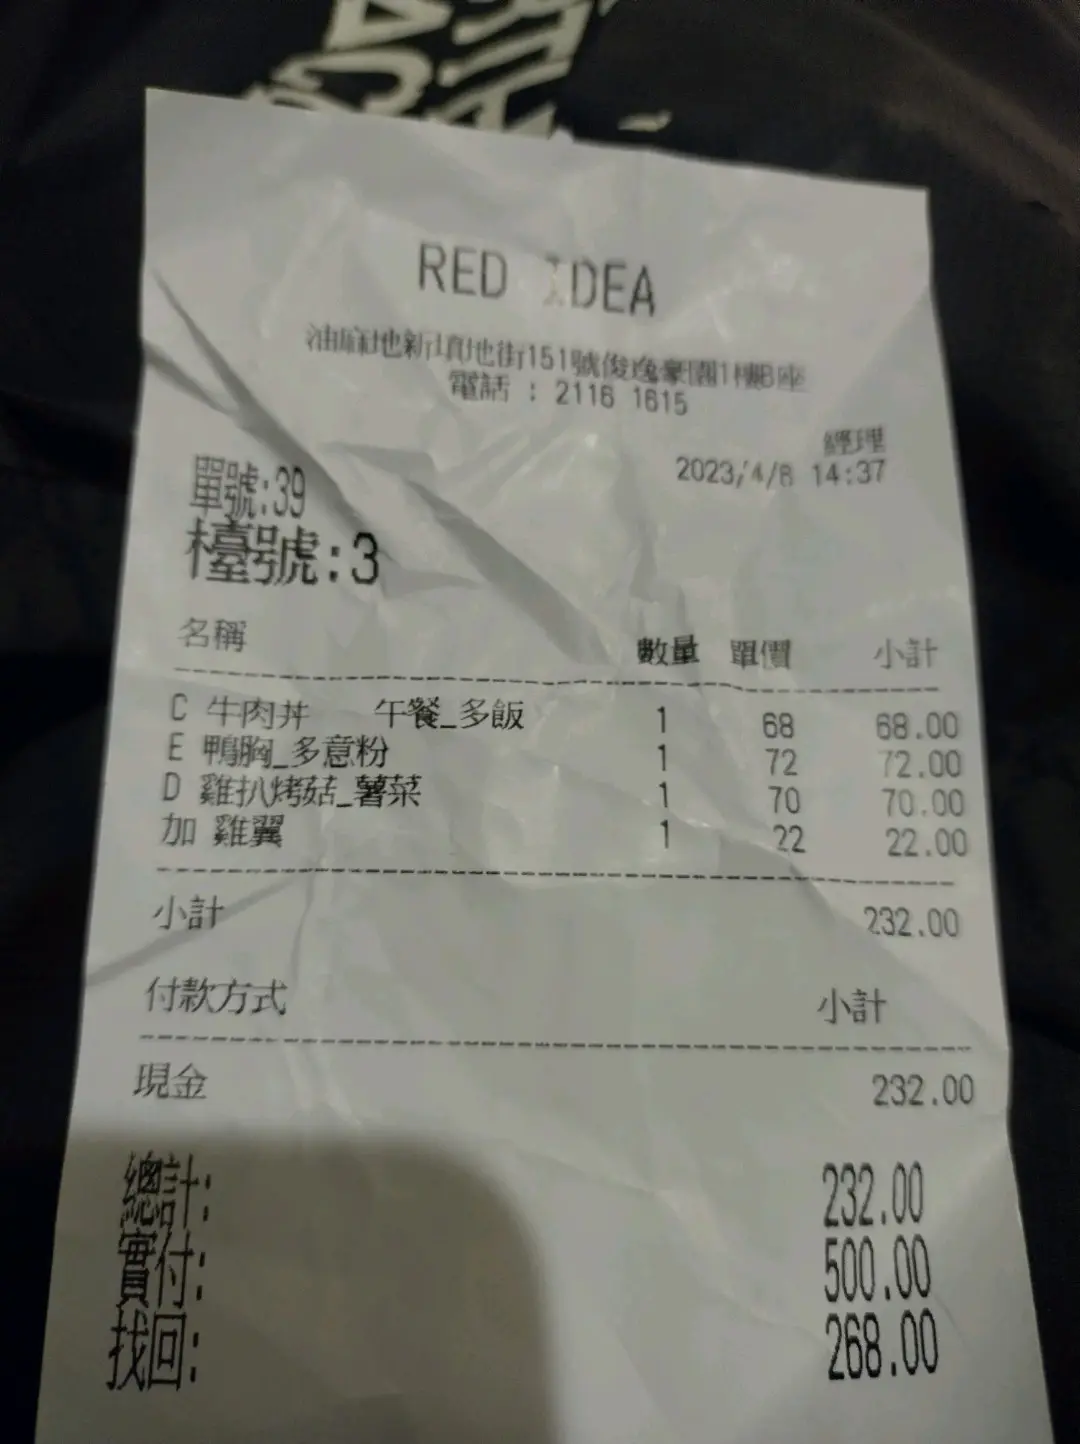 RED IDEA
油麻地新填地街151號俊逸豪園1樓B座
電話 : 2116 1615
經理
2023/4/8 14:37
單號:39
檯號:3
名稱 數量 單價 小計
C 牛肉丼 午餐_多飯 1 68 68.00
E 鴨胸_多意粉 1 72 72.00
D 雞扒烤菇_薯菜 1 70 70.00
加 雞翼 1 22 22.00
小計 232.00
付款方式 小計
現金 232.00
總計: 232.00
實付: 500.00
找回: 268.00